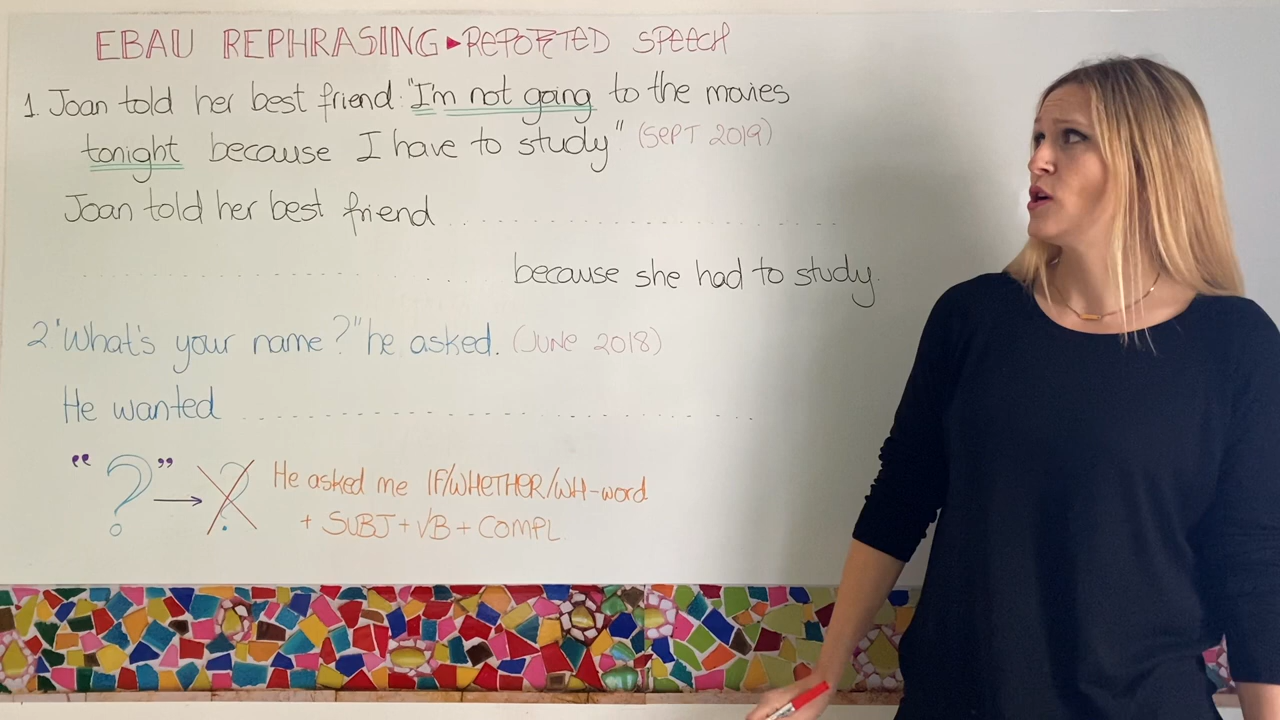 EBAU REPHRASING ▸ REPORTED SPEECH
1. Joan told her best friend: "I'm not going to the movies
tonight because I have to study" (SEPT 2019)
Joan told her best friend ..............................
.............................. because she had to study.
2. "What's your name?" he asked. (JUNE 2018)
He wanted ..............................
"?" → ? He asked me IF/WHETHER/WH-word
+ SUBJ + VB + COMPL.